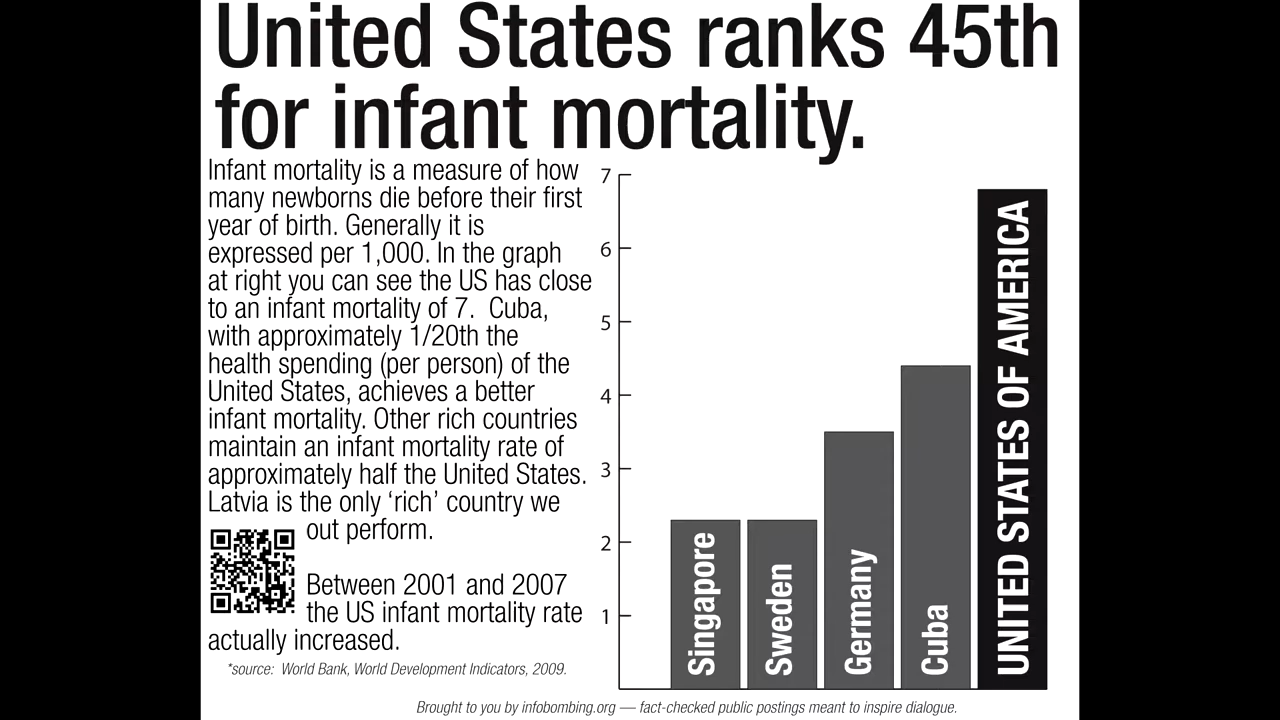 United States ranks 45th
for infant mortality.
Infant mortality is a measure of how
many newborns die before their first
year of birth. Generally it is
expressed per 1,000. In the graph
at right you can see the US has close
to an infant mortality of 7.  Cuba,
with approximately 1/20th the
health spending (per person) of the
United States, achieves a better
infant mortality. Other rich countries
maintain an infant mortality rate of
approximately half the United States.
Latvia is the only ‘rich’ country we
out perform.
Between 2001 and 2007
the US infant mortality rate
actually increased.
*source:  World Bank, World Development Indicators, 2009.
7
6
5
4
3
2
1
Singapore
Sweden
Germany
Cuba
UNITED STATES OF AMERICA
Brought to you by infobombing.org — fact-checked public postings meant to inspire dialogue.